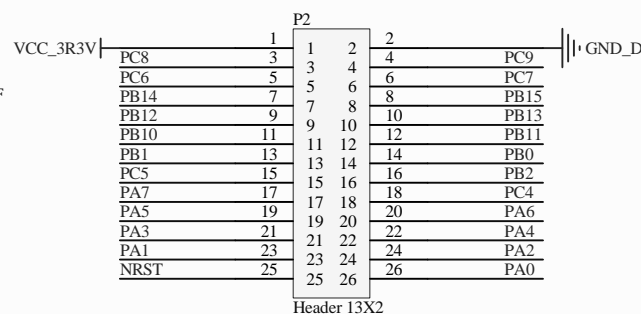 P2
VCC_3R3V 1 1 2 2 GND_D
PC8 3 3 4 4 PC9
PC6 5 5 6 6 PC7
F
PB14 7 7 8 8 PB15
PB12 9 9 10 10 PB13
PB10 11 11 12 12 PB11
PB1 13 13 14 14 PB0
PC5 15 15 16 16 PB2
PA7 17 17 18 18 PC4
PA5 19 19 20 20 PA6
PA3 21 21 22 22 PA4
PA1 23 23 24 24 PA2
NRST 25 25 26 26 PA0
Header 13X2